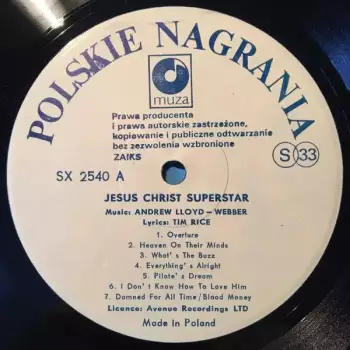 POLSKIE NAGRANIA
muza
Prawa producenta
i prawa autorskie zastrzeżone,
kopiowanie i publiczne odtwarzanie
bez zezwolenia wzbronione
ZAIKS
S 33
SX 2540 A
JESUS CHRIST SUPERSTAR
Music: ANDREW LLOYD – WEBBER
Lyrics: TIM RICE
1. Overture
2. Heaven On Their Minds
3. What' s The Buzz
4. Everything' s Alright
5. Pilate' s Dream
6. I Don' t Know How To Love Him
7. Damned For All Time/Blood Money
Licence: Avenue Recordings LTD
Made in Poland